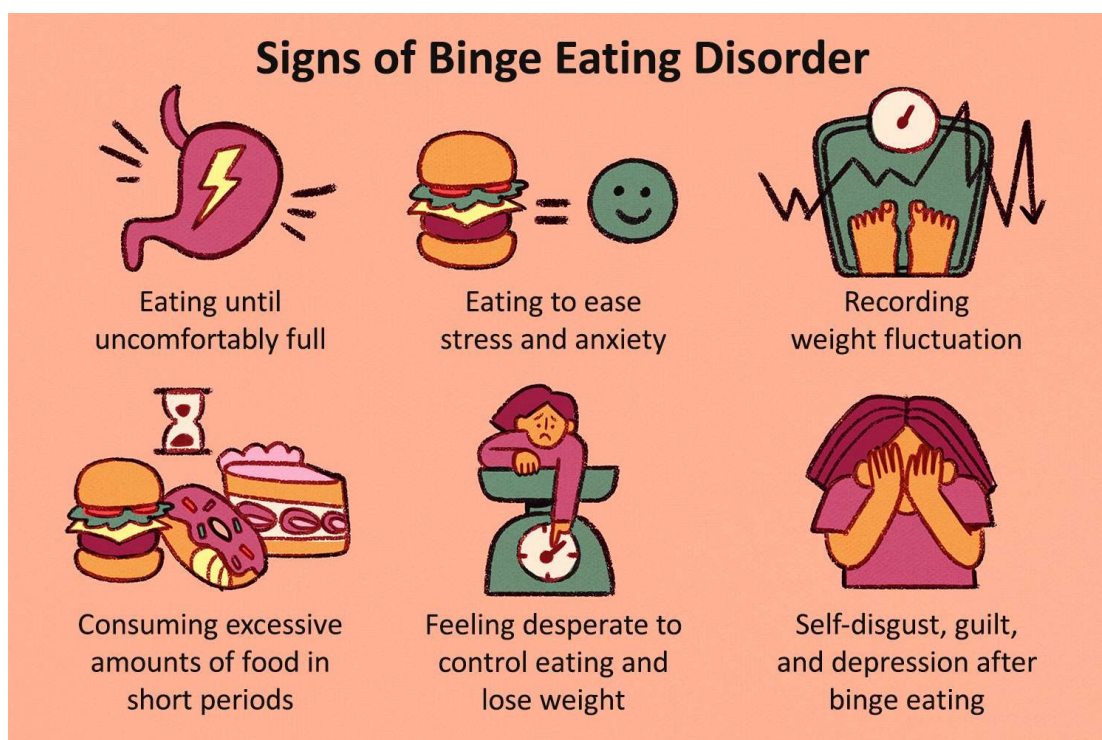 Signs of Binge Eating Disorder
Eating until
uncomfortably full
Eating to ease
stress and anxiety
Recording
weight fluctuation
Consuming excessive
amounts of food in
short periods
Feeling desperate to
control eating and
lose weight
Self-disgust, guilt,
and depression after
binge eating